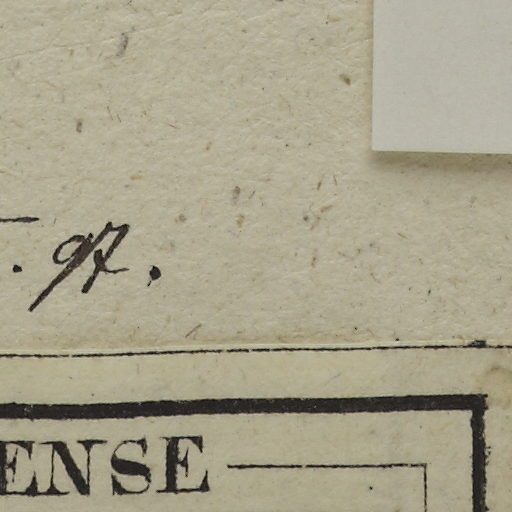 . 97.
ENSE